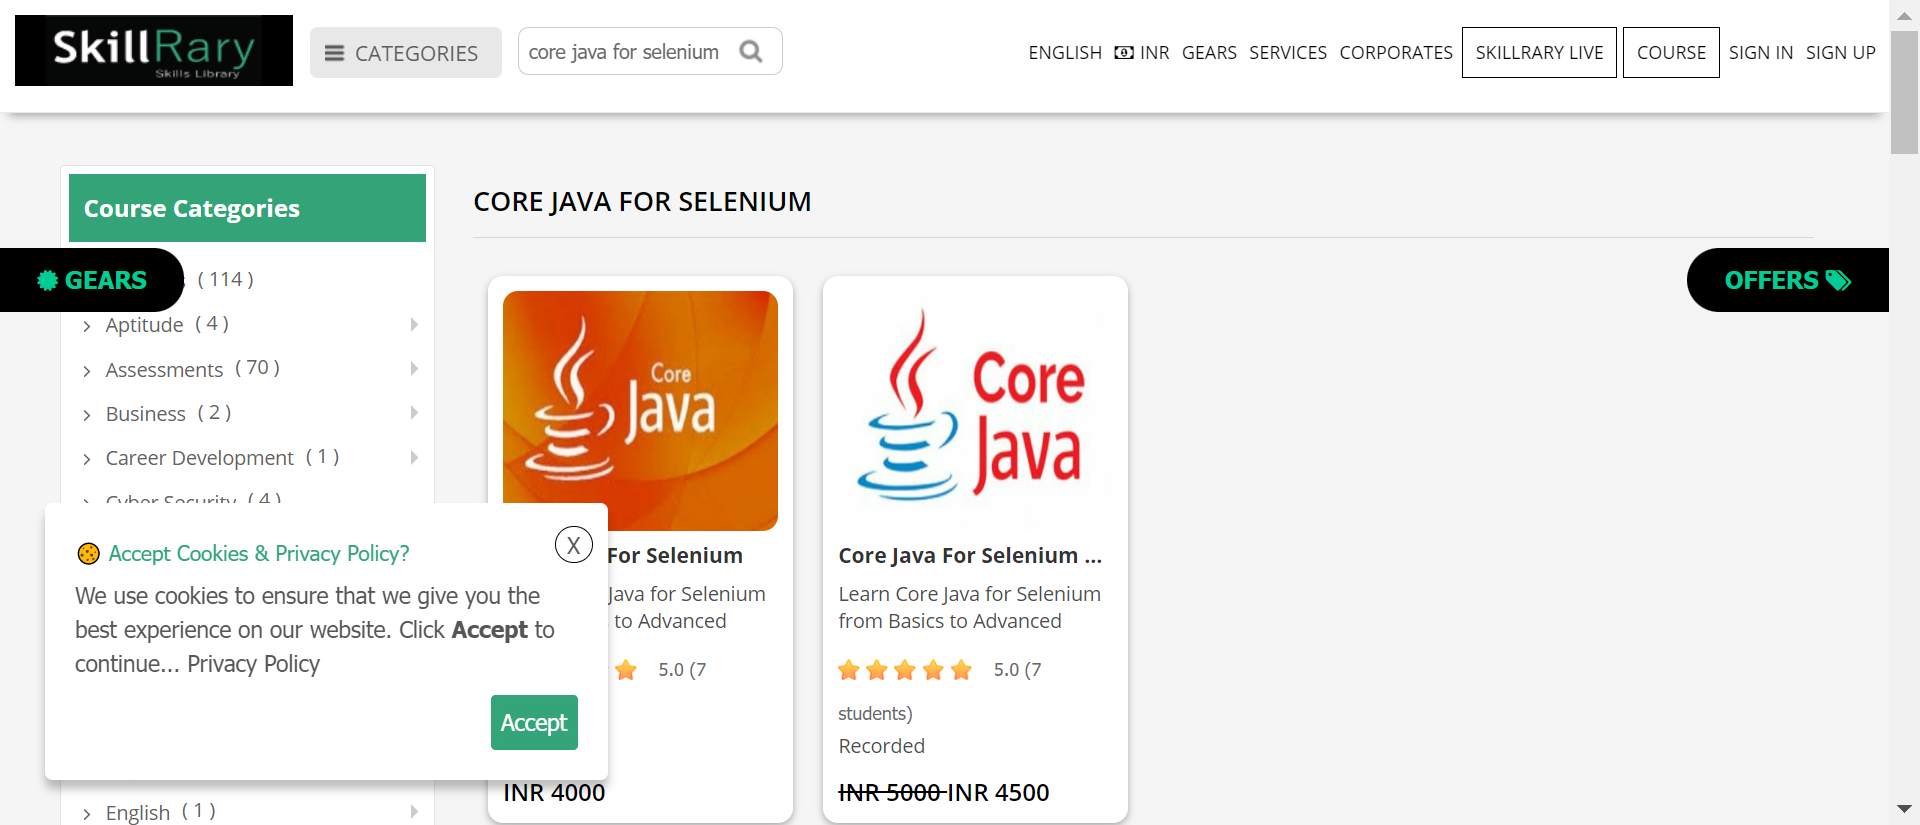 SkillRary
Skills Library
CATEGORIES
core java for selenium
ENGLISH INR GEARS SERVICES CORPORATES SKILLRARY LIVE COURSE SIGN IN SIGN UP
Course Categories
( 114 )
Aptitude ( 4 )
Assessments ( 70 )
Business ( 2 )
Career Development ( 1 )
Cyber Security ( 4 )
English ( 1 )
GEARS
OFFERS
CORE JAVA FOR SELENIUM
Core
Java
For Selenium
Java for Selenium
to Advanced
5.0 (7
INR 4000
Core
Java
Core Java For Selenium ...
Learn Core Java for Selenium
from Basics to Advanced
5.0 (7
students)
Recorded
INR 5000 INR 4500
Accept Cookies & Privacy Policy?
X
We use cookies to ensure that we give you the
best experience on our website. Click Accept to
continue... Privacy Policy
Accept